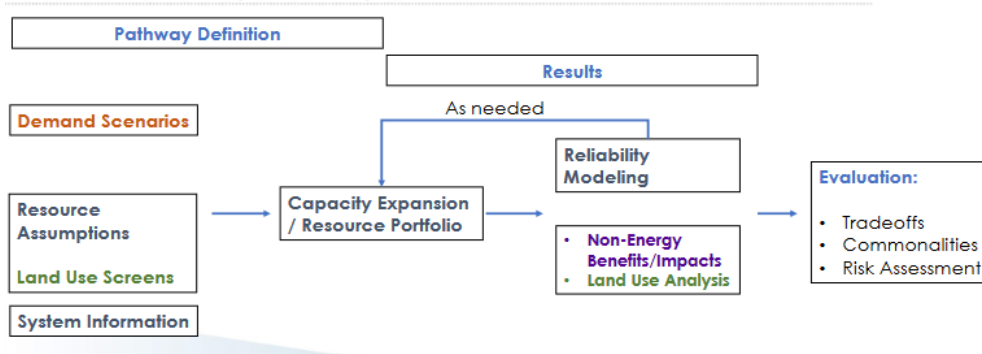 Pathway Definition
Results
As needed
Demand Scenarios
Reliability
Modeling
Evaluation:
Resource
Assumptions
Capacity Expansion
/ Resource Portfolio
• Tradeoffs
• Commonalities
• Risk Assessment
• Non-Energy
Benefits/Impacts
• Land Use Analysis
Land Use Screens
System Information